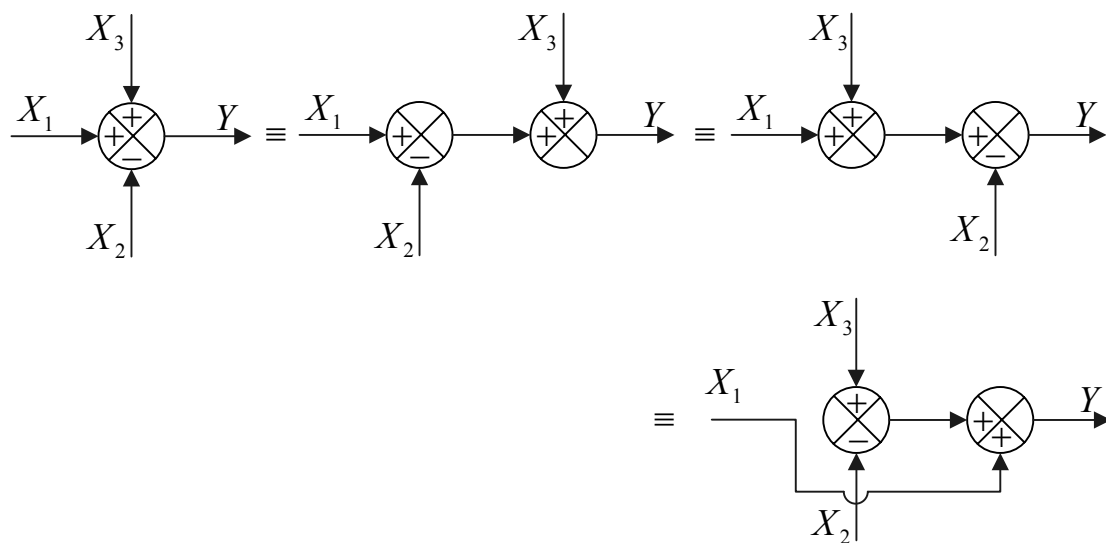 X₃ X₃ X₃
X₁ + + − Y ≡ X₁ + − + + Y ≡ X₁ + + + − Y
X₂ X₂ X₂
X₃
≡ X₁ + − + + Y
X₂